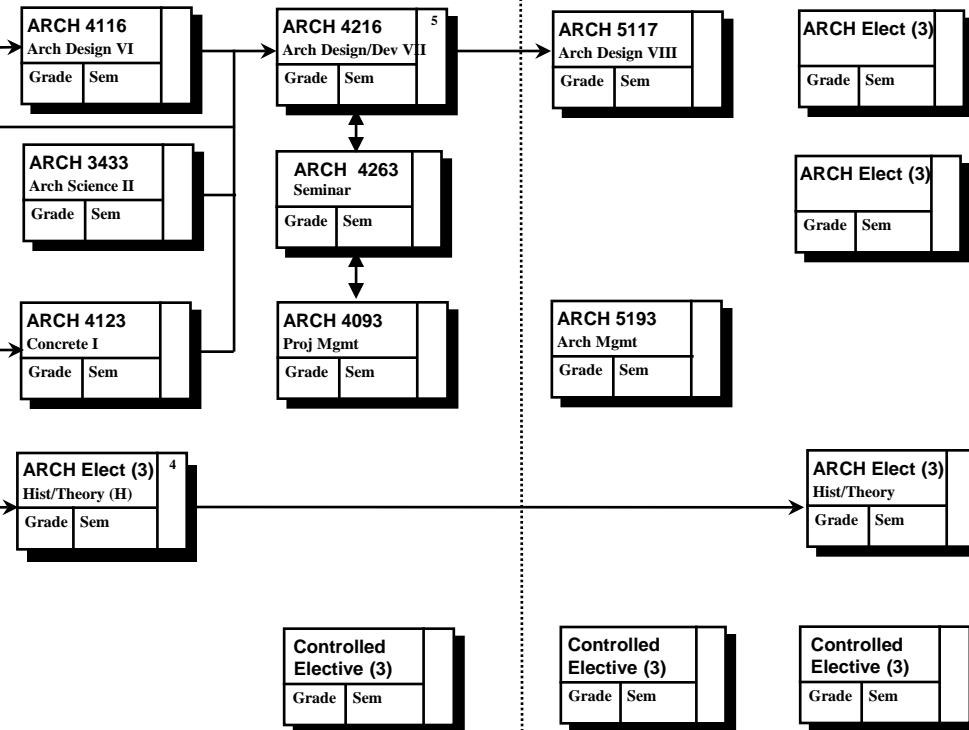 ARCH 4116
Arch Design VI
Grade Sem
ARCH 4216
5
Arch Design/Dev VII
Grade Sem
ARCH 5117
Arch Design VIII
Grade Sem
ARCH Elect (3)
Grade Sem
ARCH 3433
Arch Science II
Grade Sem
ARCH 4263
Seminar
Grade Sem
ARCH Elect (3)
Grade Sem
ARCH 4123
Concrete I
Grade Sem
ARCH 4093
Proj Mgmt
Grade Sem
ARCH 5193
Arch Mgmt
Grade Sem
ARCH Elect (3)
4
Hist/Theory (H)
Grade Sem
ARCH Elect (3)
Hist/Theory
Grade Sem
Controlled
Elective (3)
Grade Sem
Controlled
Elective (3)
Grade Sem
Controlled
Elective (3)
Grade Sem